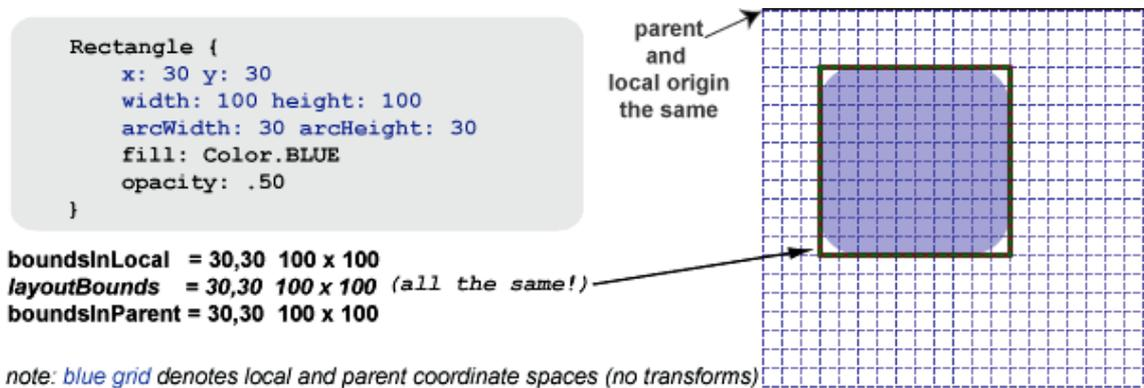 Rectangle {
x: 30 y: 30
width: 100 height: 100
arcWidth: 30 arcHeight: 30
fill: Color.BLUE
opacity: .50
}
parent
and
local origin
the same
boundsInLocal = 30,30 100 x 100
layoutBounds = 30,30 100 x 100 (all the same!)
boundsInParent = 30,30 100 x 100
note: blue grid denotes local and parent coordinate spaces (no transforms)